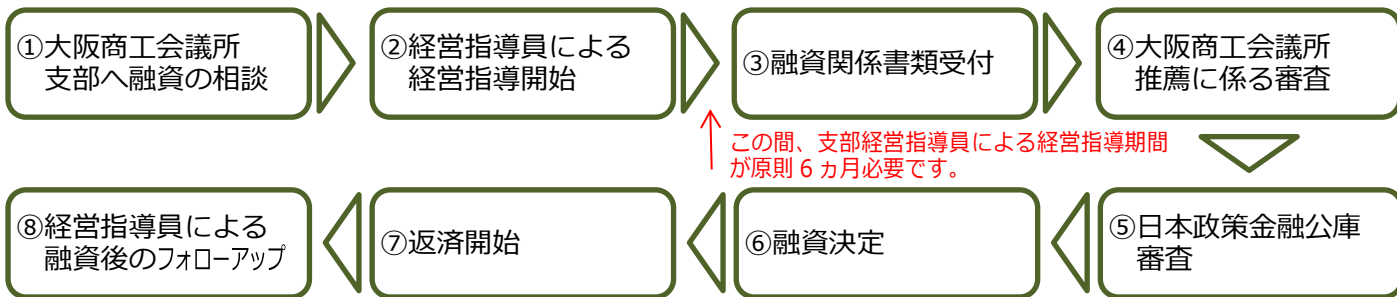 ①大阪商工会議所
支部へ融資の相談
②経営指導員による
経営指導開始
③融資関係書類受付
④大阪商工会議所
推薦に係る審査
この間、支部経営指導員による経営指導期間
が原則６ヵ月必要です。
⑤日本政策金融公庫
審査
⑥融資決定
⑦返済開始
⑧経営指導員による
融資後のフォローアップ